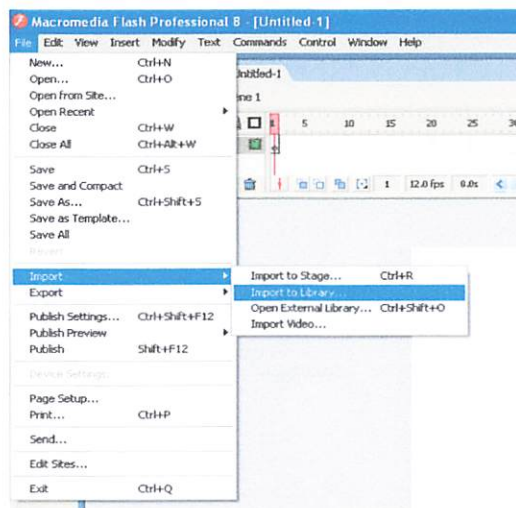 Macromedia Flash Professional 8 - [Untitled-1]
File Edit View Insert Modify Text Commands Control Window Help
New... Ctrl+N
Open... Ctrl+O
Open from Site...
Open Recent
Close Ctrl+W
Close All Ctrl+Alt+W
Save Ctrl+S
Save and Compact
Save As... Ctrl+Shift+S
Save as Template...
Save All
Revert
Import
Export
Publish Settings... Ctrl+Shift+F12
Publish Preview
Publish Shift+F12
Device Settings
Page Setup...
Print... Ctrl+P
Send...
Edit Sites...
Exit Ctrl+Q
Import to Stage... Ctrl+R
Import to Library...
Open External Library... Ctrl+Shift+O
Import Video...
ntitled-1
ne 1
1 5 10 15 20 25
1 12.0 fps 0.0s